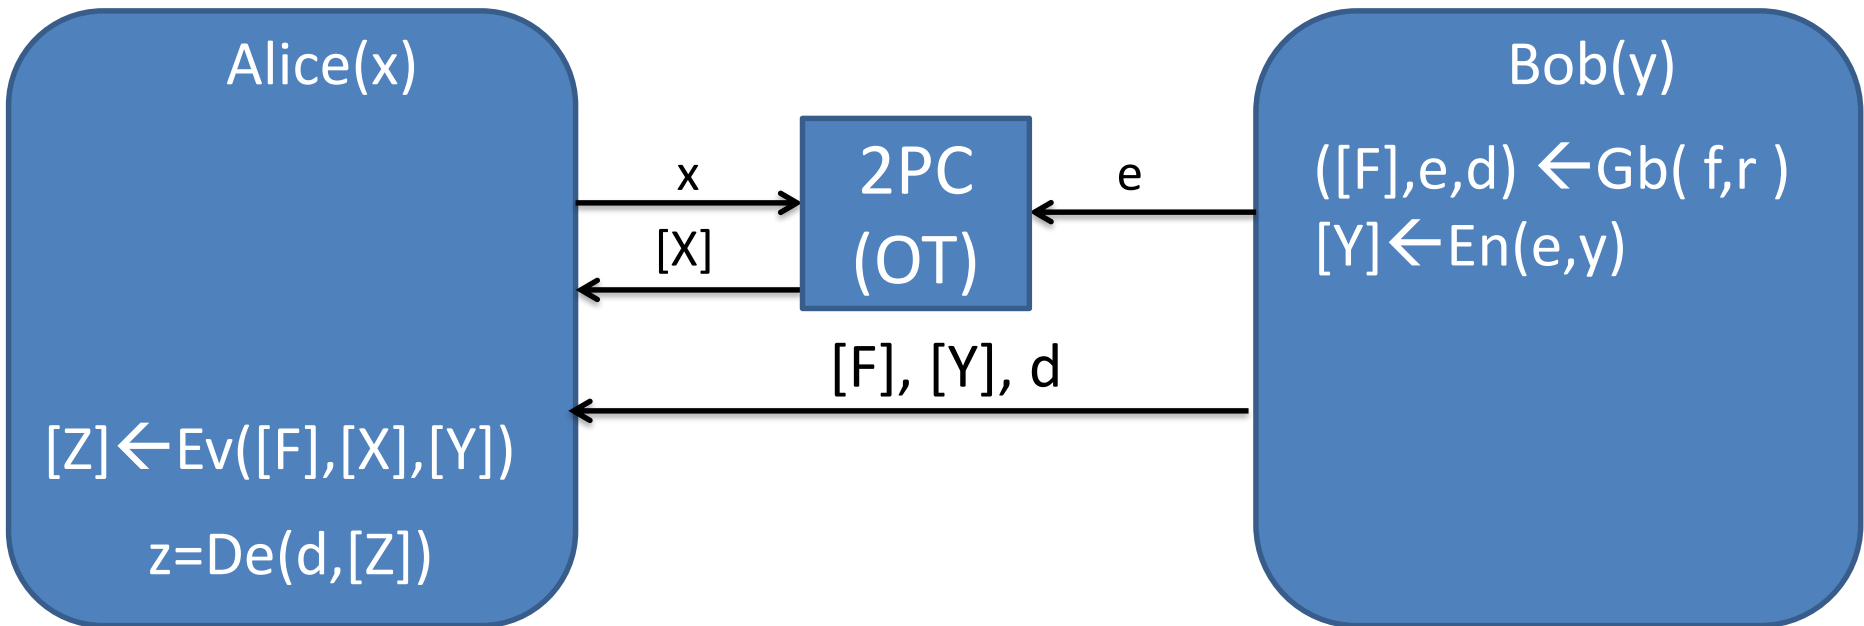 Alice(x)
Bob(y)
x
[X]
2PC
(OT)
e
([F],e,d) ←Gb( f,r )
[Y]←En(e,y)
[F], [Y], d
[Z]←Ev([F],[X],[Y])
z=De(d,[Z])